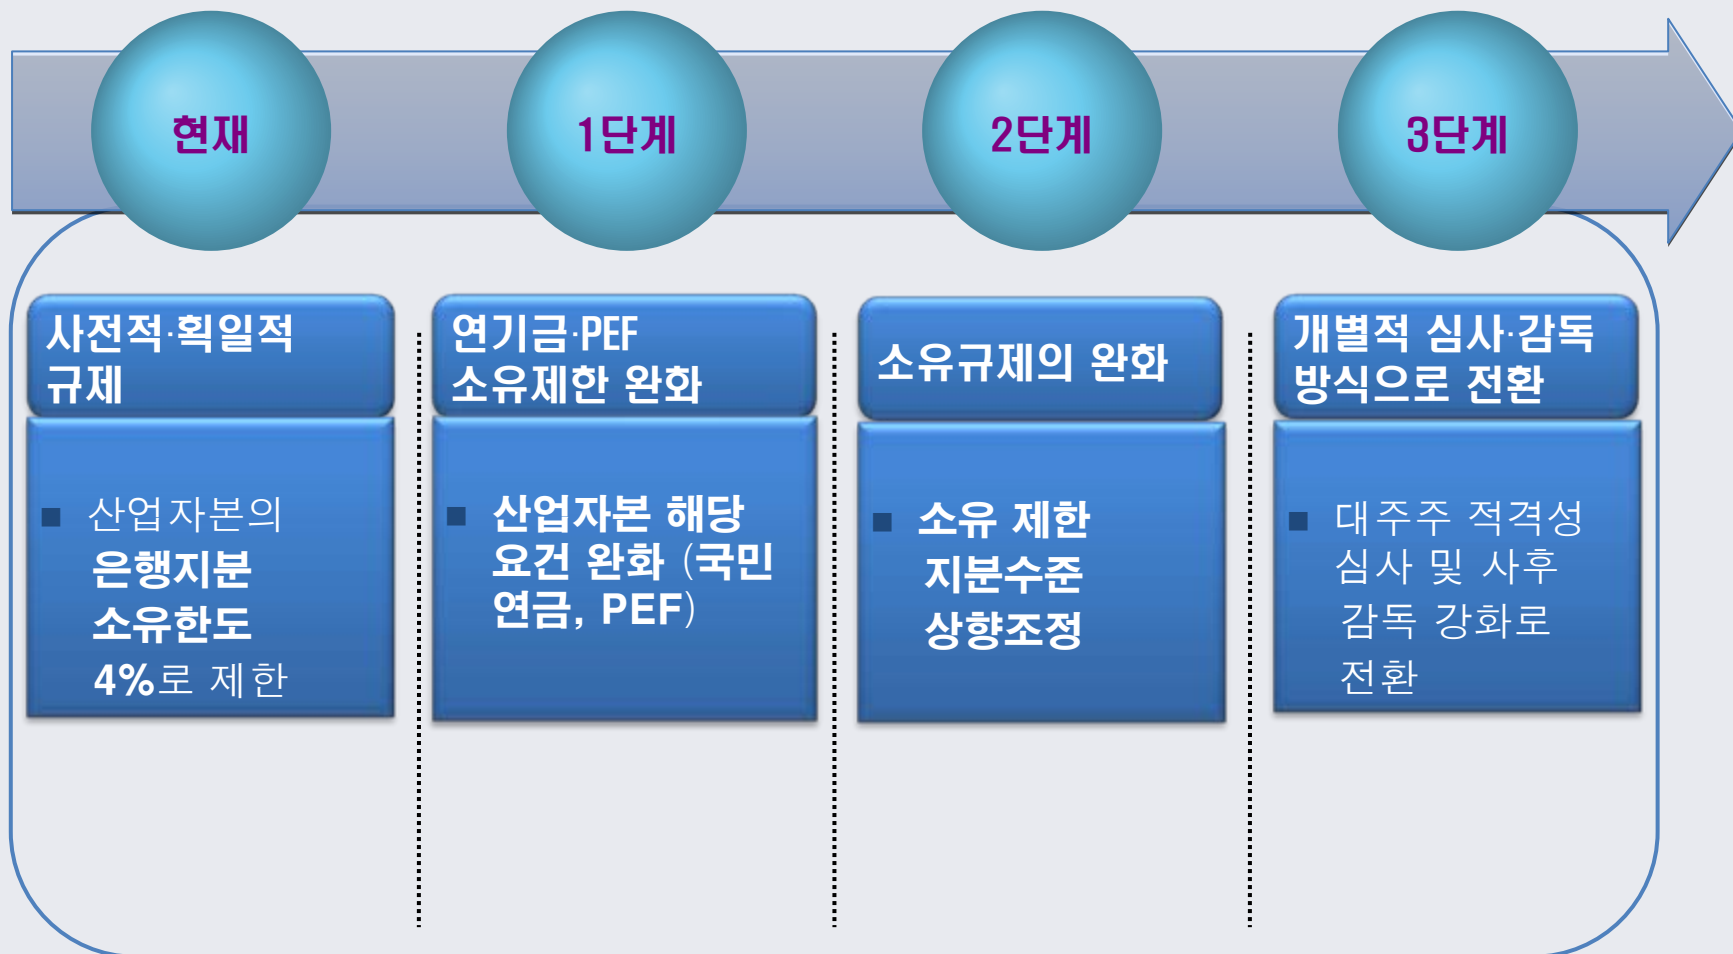 현재
1단계
2단계
3단계
사전적·획일적
규제
■ 산업자본의
은행지분
소유한도
4%로 제한
연기금·PEF
소유제한 완화
■ 산업자본 해당
요건 완화 (국민
연금, PEF)
소유규제의 완화
■ 소유 제한
지분수준
상향조정
개별적 심사·감독
방식으로 전환
■ 대주주 적격성
심사 및 사후
감독 강화로
전환